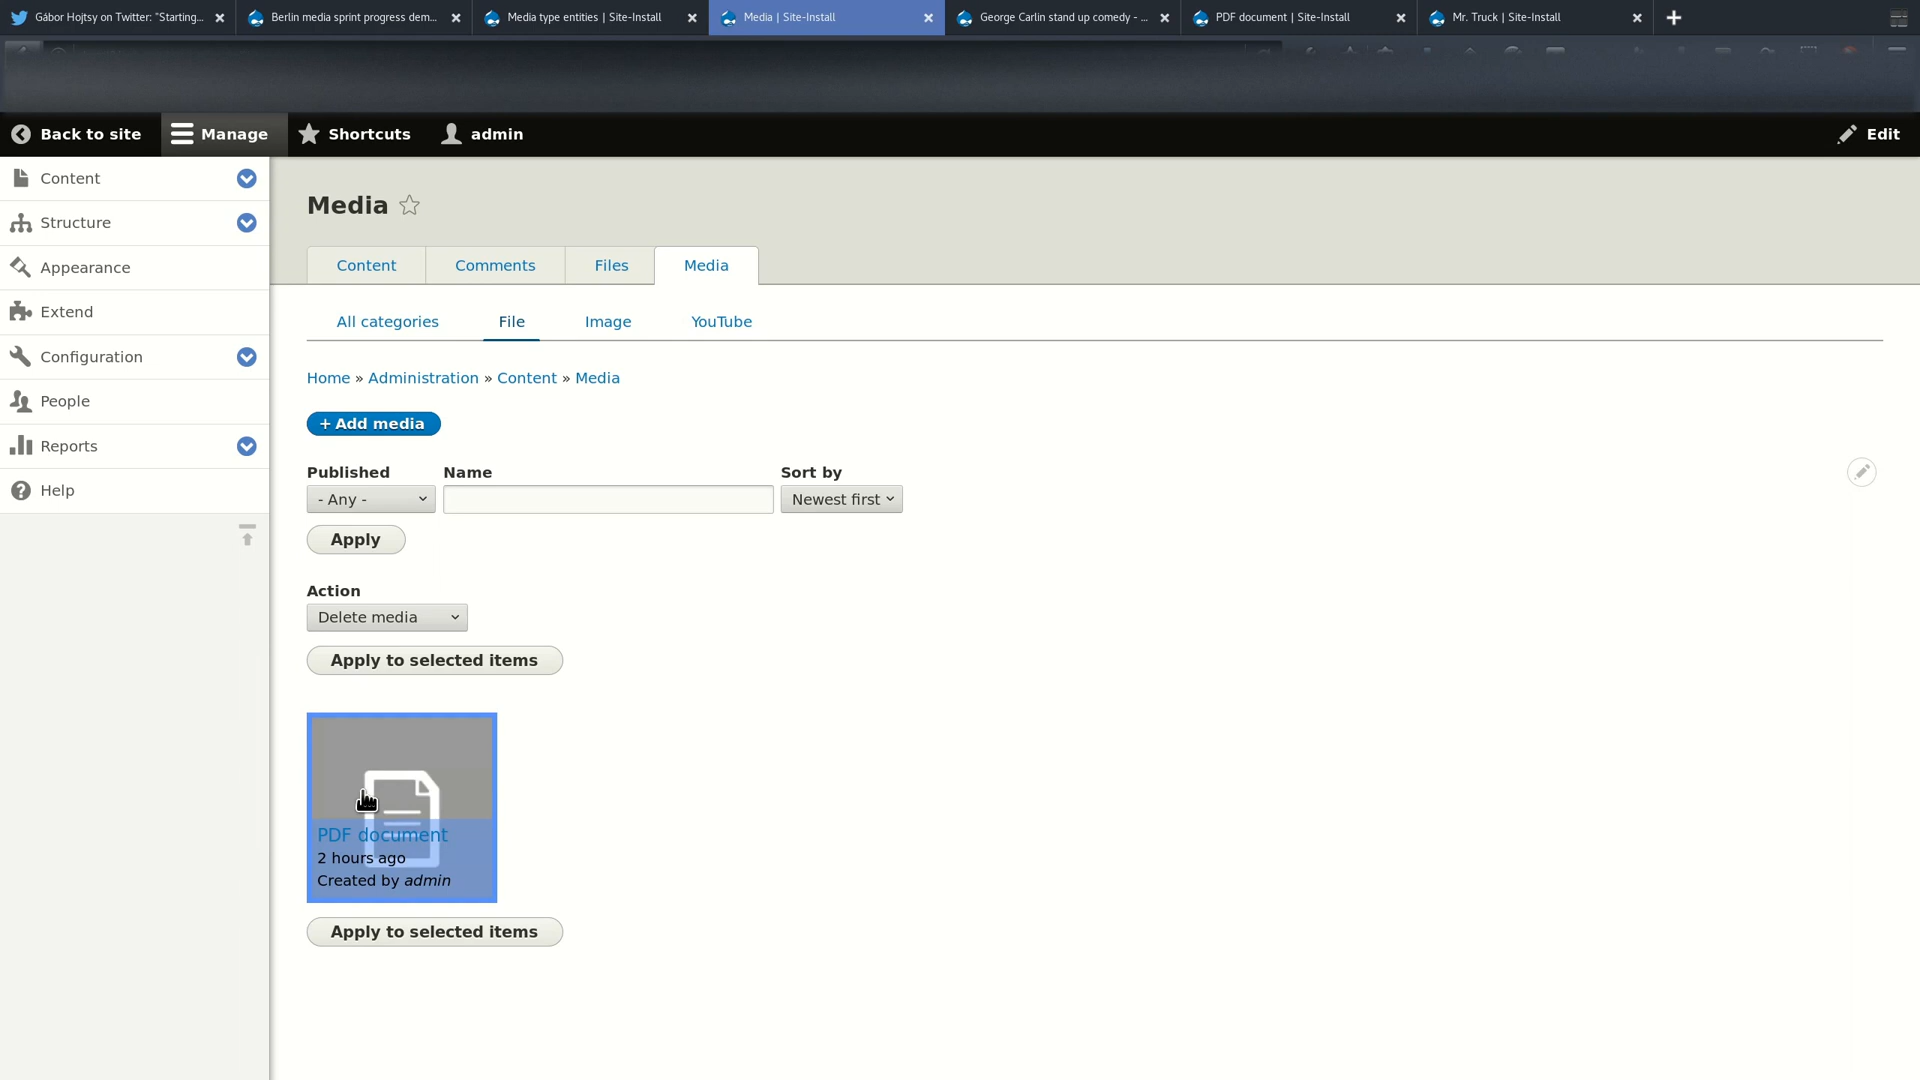 Gábor Hojtsy on Twitter: "Starting...
Berlin media sprint progress dem...
Media type entities | Site-Install
Media | Site-Install
George Carlin stand up comedy - ...
PDF document | Site-Install
Mr. Truck | Site-Install
Back to site
Manage
Shortcuts
admin
Edit
Content
Structure
Appearance
Extend
Configuration
People
Reports
Help
Media
Content
Comments
Files
Media
All categories
File
Image
YouTube
Home » Administration » Content » Media
+ Add media
Published
Name
Sort by
- Any -
Newest first
Apply
Action
Delete media
Apply to selected items
PDF document
2 hours ago
Created by admin
Apply to selected items